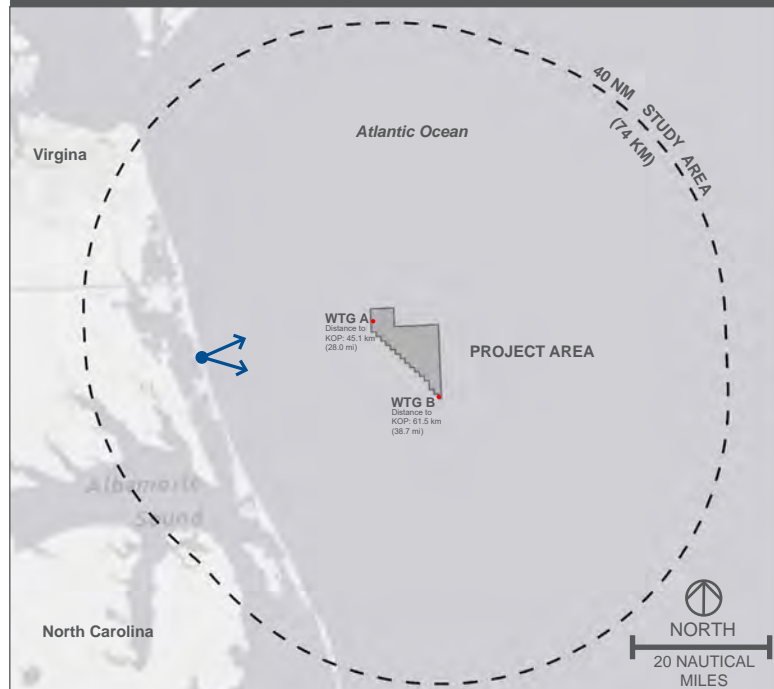 40 NM STUDY AREA
(74 KM)
Atlantic Ocean
Virgina
WTG A
Distance to
KOP: 45.1 km
(28.0 mi)
PROJECT AREA
WTG B
Distance to
KOP: 61.5 km
(38.7 mi)
Albemarle
Sound
North Carolina
NORTH
20 NAUTICAL
MILES